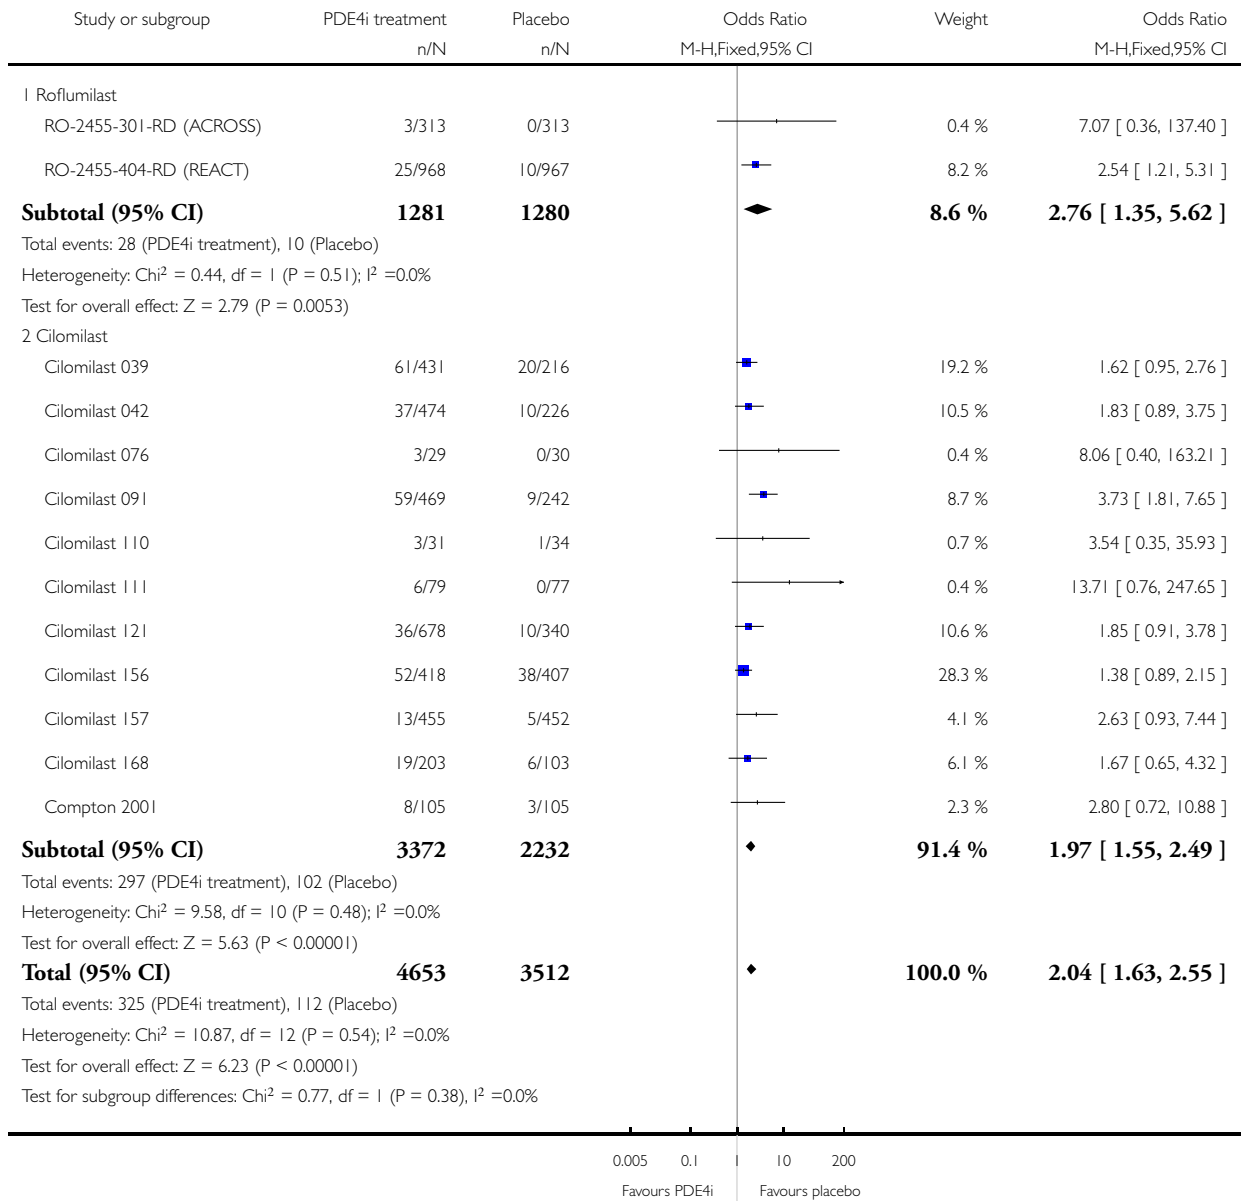 Study or subgroup PDE4i treatment Placebo Odds Ratio Weight Odds Ratio
n/N n/N M-H,Fixed,95% CI M-H,Fixed,95% CI
1 Roflumilast
RO-2455-301-RD (ACROSS) 3/313 0/313 0.4 % 7.07 [ 0.36, 137.40 ]
RO-2455-404-RD (REACT) 25/968 10/967 8.2 % 2.54 [ 1.21, 5.31 ]
Subtotal (95% CI) 1281 1280 8.6 % 2.76 [ 1.35, 5.62 ]
Total events: 28 (PDE4i treatment), 10 (Placebo)
Heterogeneity: Chi² = 0.44, df = 1 (P = 0.51); I² =0.0%
Test for overall effect: Z = 2.79 (P = 0.0053)
2 Cilomilast
Cilomilast 039 61/431 20/216 19.2 % 1.62 [ 0.95, 2.76 ]
Cilomilast 042 37/474 10/226 10.5 % 1.83 [ 0.89, 3.75 ]
Cilomilast 076 3/29 0/30 0.4 % 8.06 [ 0.40, 163.21 ]
Cilomilast 091 59/469 9/242 8.7 % 3.73 [ 1.81, 7.65 ]
Cilomilast 110 3/31 1/34 0.7 % 3.54 [ 0.35, 35.93 ]
Cilomilast 111 6/79 0/77 0.4 % 13.71 [ 0.76, 247.65 ]
Cilomilast 121 36/678 10/340 10.6 % 1.85 [ 0.91, 3.78 ]
Cilomilast 156 52/418 38/407 28.3 % 1.38 [ 0.89, 2.15 ]
Cilomilast 157 13/455 5/452 4.1 % 2.63 [ 0.93, 7.44 ]
Cilomilast 168 19/203 6/103 6.1 % 1.67 [ 0.65, 4.32 ]
Compton 2001 8/105 3/105 2.3 % 2.80 [ 0.72, 10.88 ]
Subtotal (95% CI) 3372 2232 91.4 % 1.97 [ 1.55, 2.49 ]
Total events: 297 (PDE4i treatment), 102 (Placebo)
Heterogeneity: Chi² = 9.58, df = 10 (P = 0.48); I² =0.0%
Test for overall effect: Z = 5.63 (P < 0.00001)
Total (95% CI) 4653 3512 100.0 % 2.04 [ 1.63, 2.55 ]
Total events: 325 (PDE4i treatment), 112 (Placebo)
Heterogeneity: Chi² = 10.87, df = 12 (P = 0.54); I² =0.0%
Test for overall effect: Z = 6.23 (P < 0.00001)
Test for subgroup differences: Chi² = 0.77, df = 1 (P = 0.38), I² =0.0%
0.005 0.1 1 10 200
Favours PDE4i Favours placebo